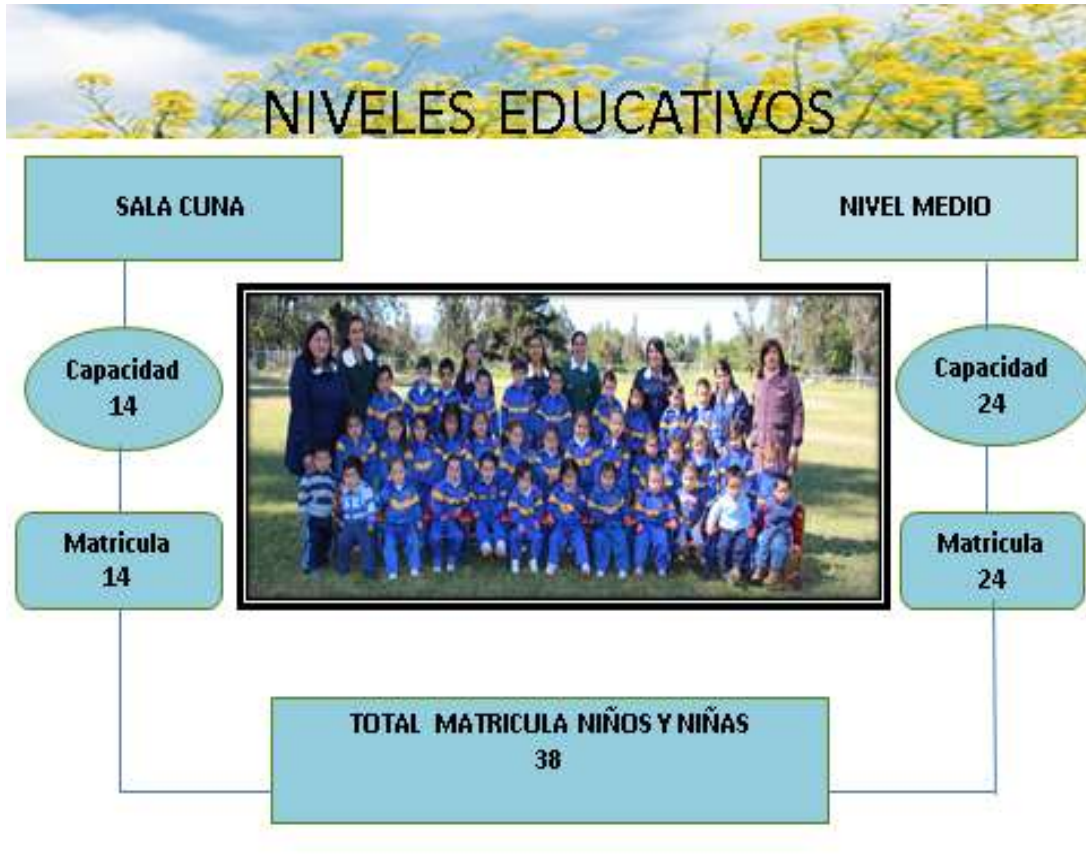 NIVELES EDUCATIVOS
SALA CUNA
NIVEL MEDIO
Capacidad
14
Capacidad
24
Matricula
14
Matricula
24
TOTAL MATRICULA NIÑOS Y NIÑAS
38